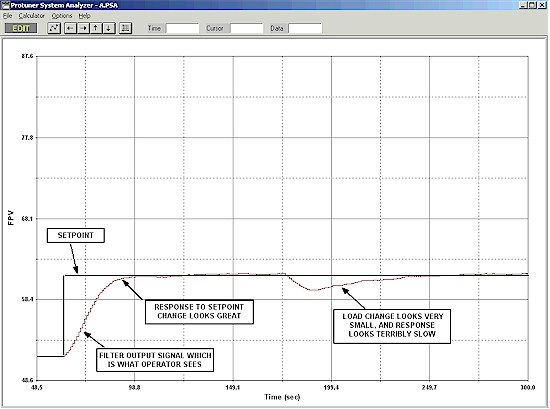 Protuner System Analyzer - A.PSA
File Calculator Options Help
EDIT Time Cursor Data
87.6
77.8
68.1
58.4
48.6
FPV
SETPOINT
RESPONSE TO SETPOINT
CHANGE LOOKS GREAT
FILTER OUTPUT SIGNAL WHICH
IS WHAT OPERATOR SEES
LOAD CHANGE LOOKS VERY
SMALL, AND RESPONSE
LOOKS TERRIBLY SLOW
48.5 93.8 149.1 199.4 249.7 300.0
Time (sec)